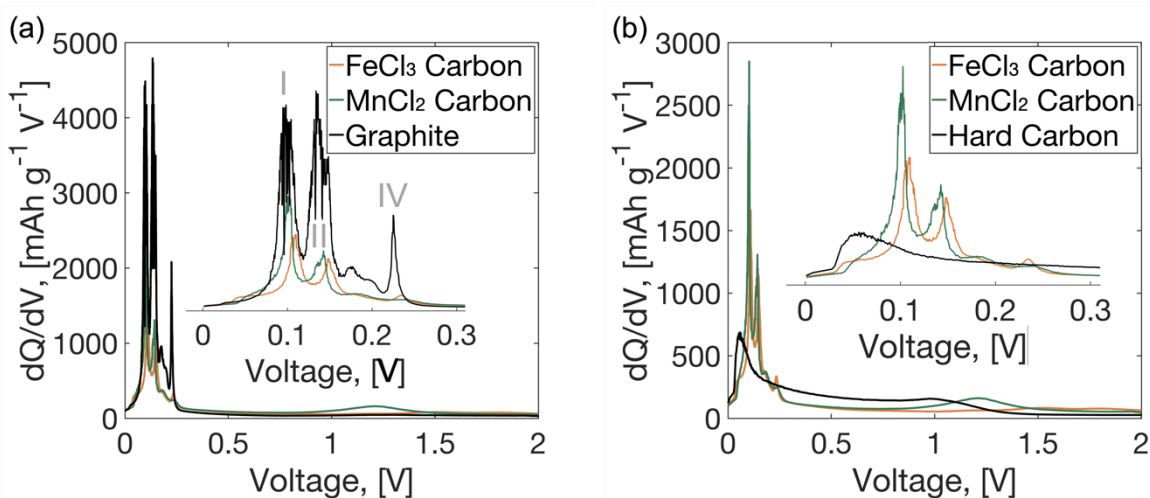 (a)
5000
4000
3000
2000
1000
0
dQ/dV, [mAh g⁻¹ V⁻¹]
FeCl₃ Carbon
MnCl₂ Carbon
Graphite
I
II
IV
0 0.1 0.2 0.3
Voltage, [V]
0 0.5 1 1.5 2
Voltage, [V]
(b)
3000
2500
2000
1500
1000
500
0
dQ/dV, [mAh g⁻¹ V⁻¹]
FeCl₃ Carbon
MnCl₂ Carbon
Hard Carbon
0 0.1 0.2 0.3
Voltage, [V]
0 0.5 1 1.5 2
Voltage, [V]